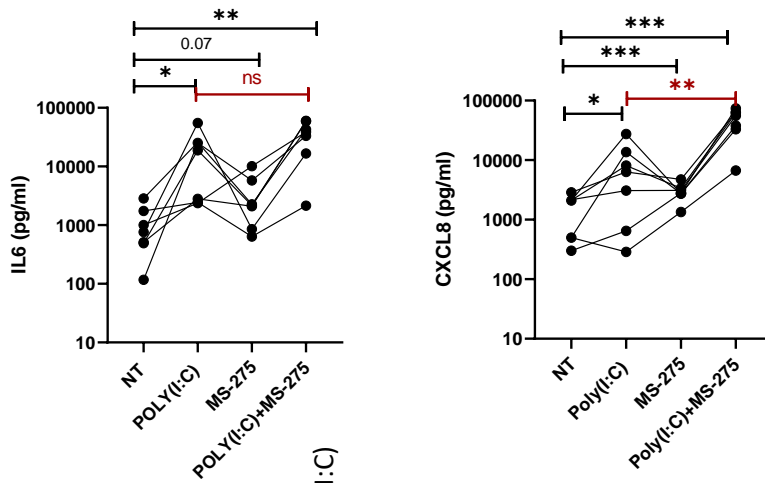 **
0.07
*
ns
100000
10000
1000
100
10
IL6 (pg/ml)
NT
POLY(I:C)
MS-275
POLY(I:C)+MS-275
I:C)
***
***
*
**
100000
10000
1000
100
10
CXCL8 (pg/ml)
NT
Poly(I:C)
MS-275
Poly(I:C)+MS-275